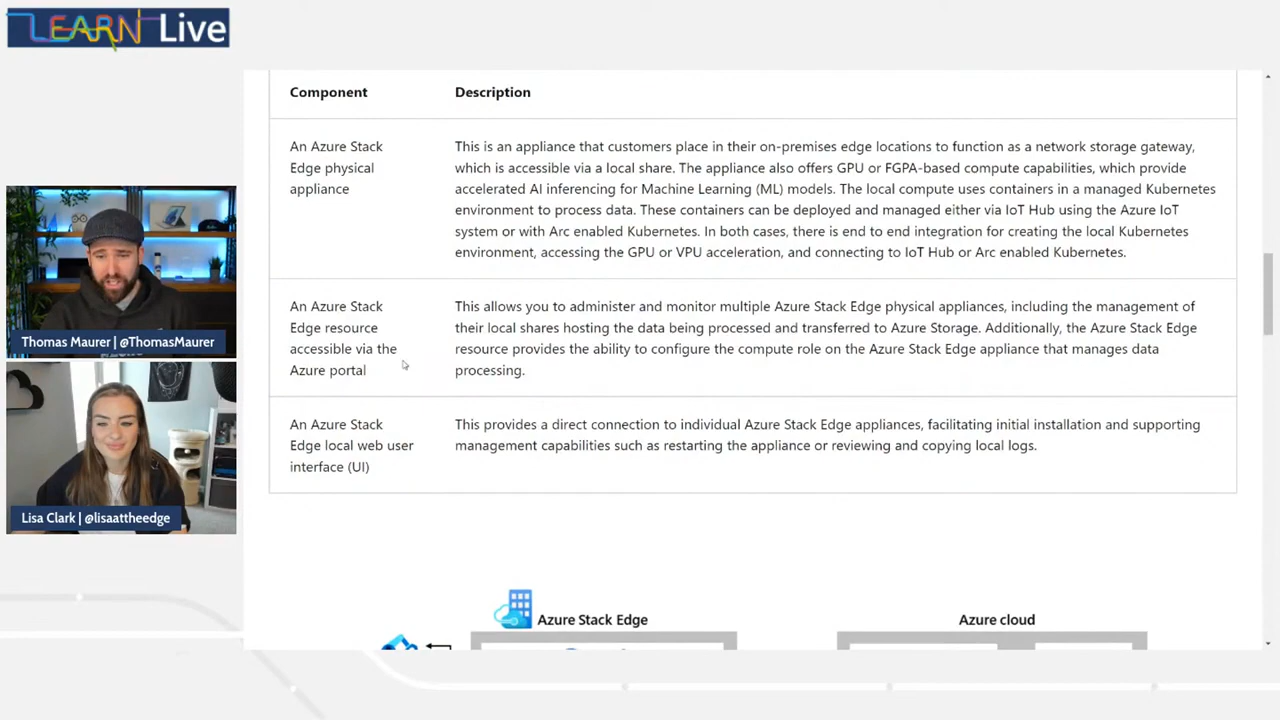 LEARN Live
Component
Description
An Azure Stack
Edge physical
appliance
This is an appliance that customers place in their on-premises edge locations to function as a network storage gateway,
which is accessible via a local share. The appliance also offers GPU or FGPA-based compute capabilities, which provide
accelerated AI inferencing for Machine Learning (ML) models. The local compute uses containers in a managed Kubernetes
environment to process data. These containers can be deployed and managed either via IoT Hub using the Azure IoT
system or with Arc enabled Kubernetes. In both cases, there is end to end integration for creating the local Kubernetes
environment, accessing the GPU or VPU acceleration, and connecting to IoT Hub or Arc enabled Kubernetes.
An Azure Stack
Edge resource
accessible via the
Azure portal
This allows you to administer and monitor multiple Azure Stack Edge physical appliances, including the management of
their local shares hosting the data being processed and transferred to Azure Storage. Additionally, the Azure Stack Edge
resource provides the ability to configure the compute role on the Azure Stack Edge appliance that manages data
processing.
An Azure Stack
Edge local web user
interface (UI)
This provides a direct connection to individual Azure Stack Edge appliances, facilitating initial installation and supporting
management capabilities such as restarting the appliance or reviewing and copying local logs.
Azure Stack Edge
Azure cloud
Thomas Maurer | @ThomasMaurer
Lisa Clark | @lisaattheedge